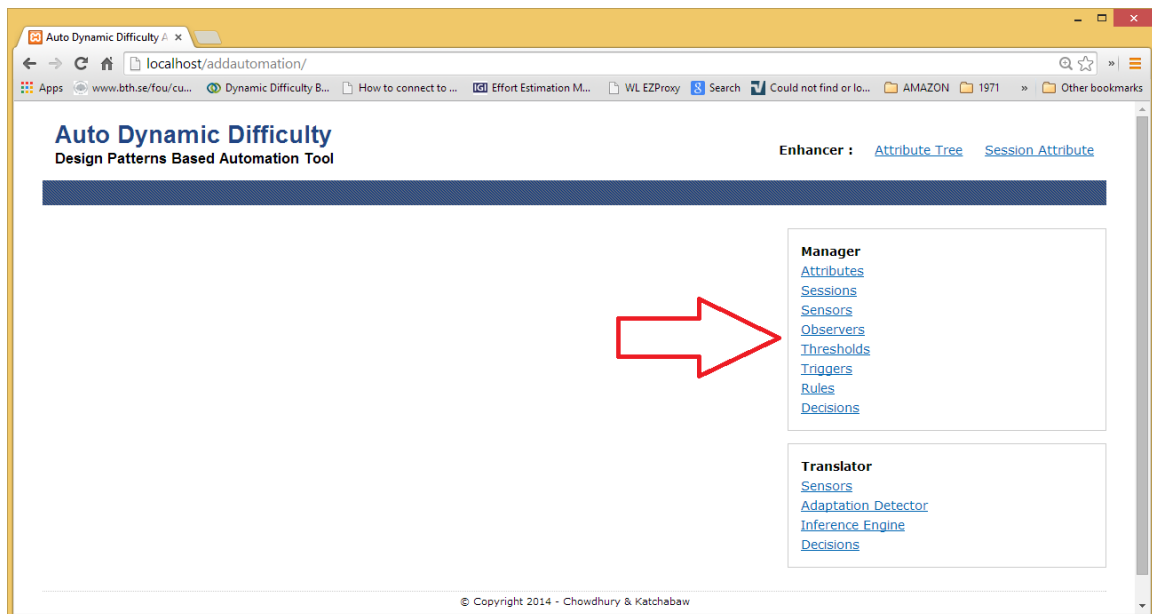 Auto Dynamic Difficulty A
localhost/addautomation/
Apps www.bth.se/fou/cu... Dynamic Difficulty B... How to connect to ... IGI Effort Estimation M... WL EZProxy 8 Search Could not find or lo... AMAZON 1971 » Other bookmarks
Auto Dynamic Difficulty
Design Patterns Based Automation Tool
Enhancer : Attribute Tree Session Attribute
Manager
Attributes
Sessions
Sensors
Observers
Thresholds
Triggers
Rules
Decisions
Translator
Sensors
Adaptation Detector
Inference Engine
Decisions
© Copyright 2014 - Chowdhury & Katchabaw